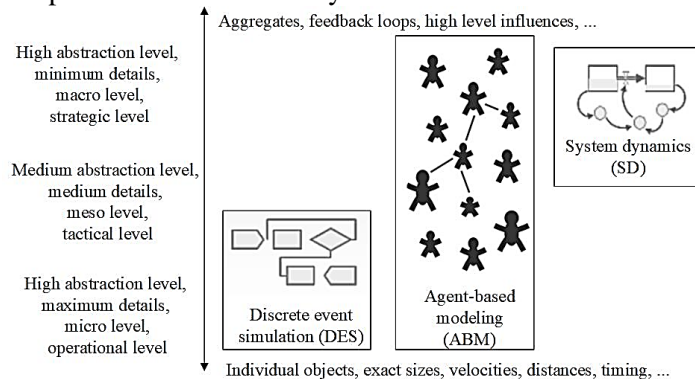 Aggregates, feedback loops, high level influences, ...
High abstraction level,
minimum details,
macro level,
strategic level
System dynamics
(SD)
Medium abstraction level,
medium details,
meso level,
tactical level
High abstraction level,
maximum details,
micro level,
operational level
Discrete event
simulation (DES)
Agent-based
modeling
(ABM)
Individual objects, exact sizes, velocities, distances, timing, ...